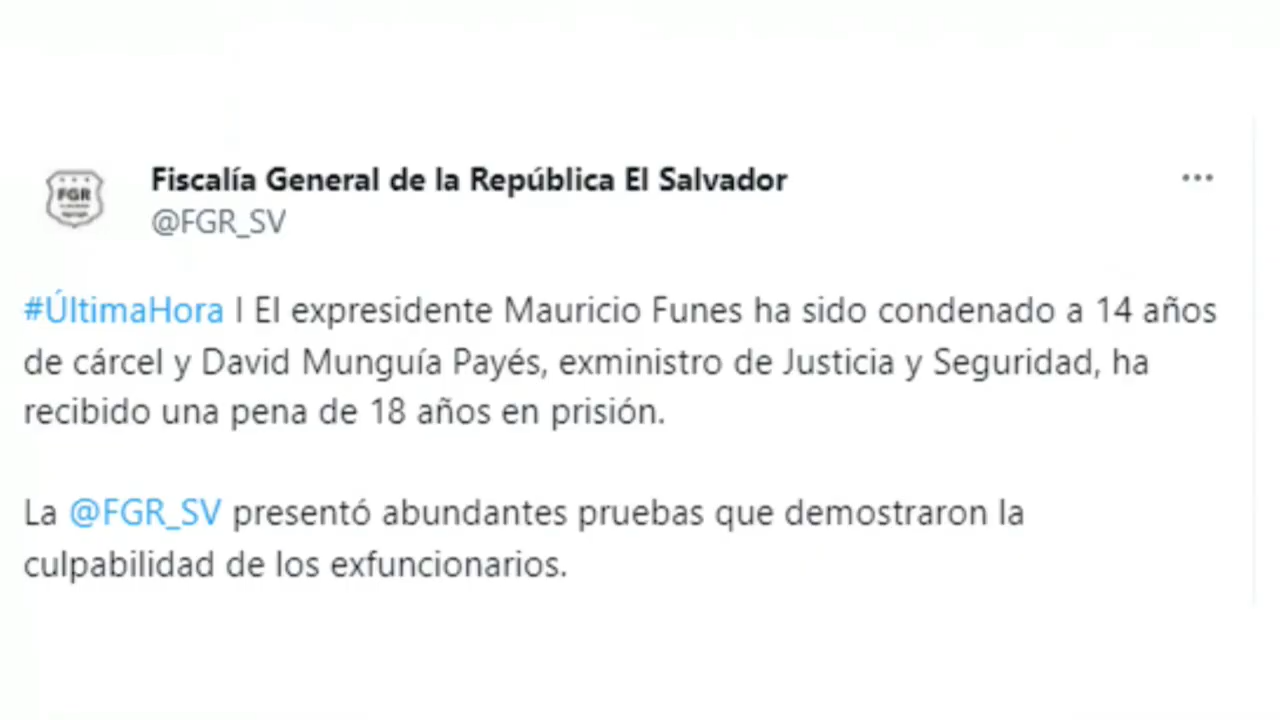 FGR
Fiscalía General de la República El Salvador
@FGR_SV
#ÚltimaHora l El expresidente Mauricio Funes ha sido condenado a 14 años
de cárcel y David Munguía Payés, exministro de Justicia y Seguridad, ha
recibido una pena de 18 años en prisión.
La @FGR_SV presentó abundantes pruebas que demostraron la
culpabilidad de los exfuncionarios.